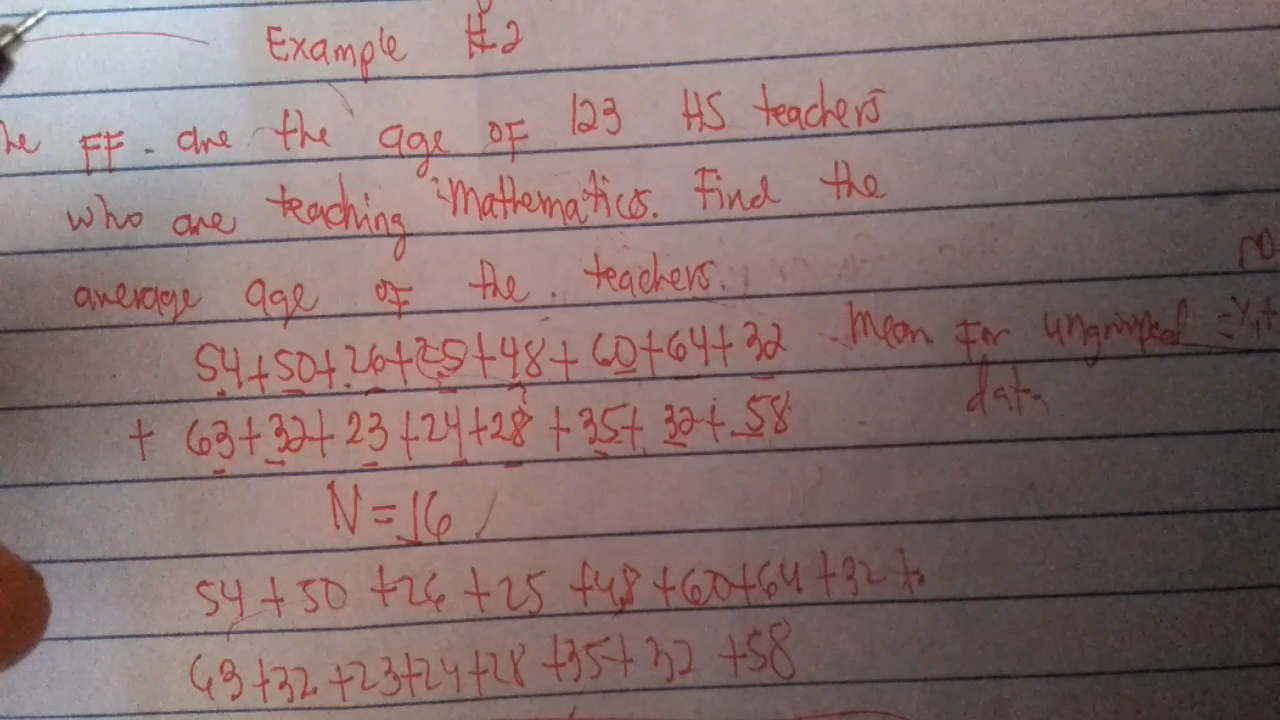 Example #2
he FF. are the age of 123 HS teachers
who are teaching Mathematics. Find the
average age of the teachers.
54+50+26+25+48+60+64+32 Mean For ungrouped
data
+ 63+32+23+24+28+35+32+58
N=16
54+50+26+25+48+60+64+32+
63+32+23+24+28+35+32+58